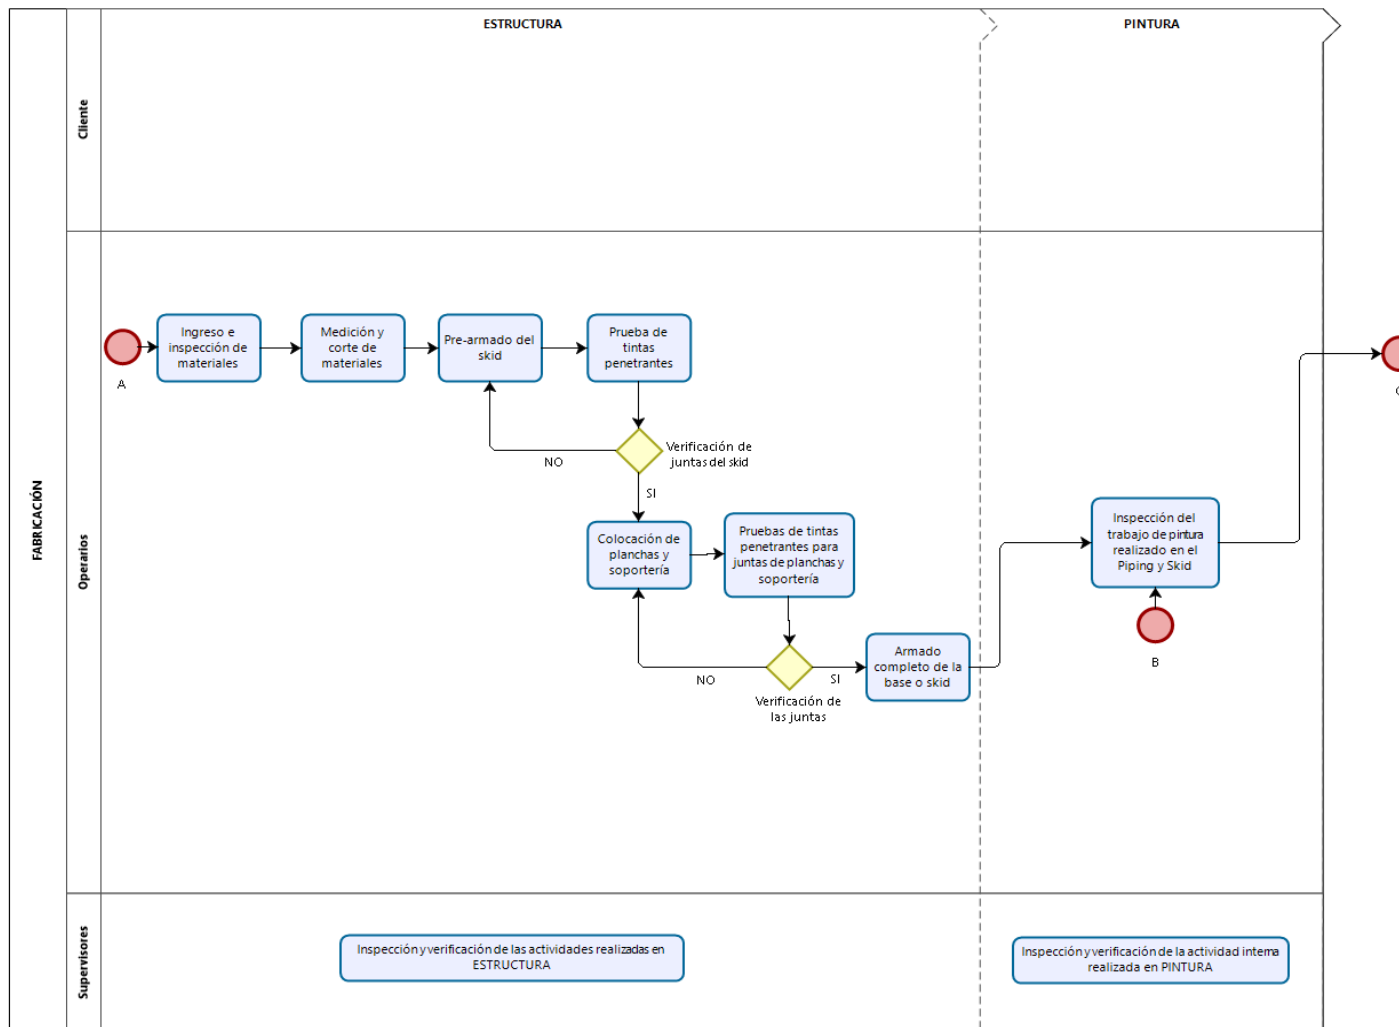 ESTRUCTURA
PINTURA
FABRICACIÓN
Cliente
Operarios
Supervisores
A
Ingreso e
inspección de
materiales
Medición y
corte de
materiales
Pre-armado del
skid
Prueba de
tintas
penetrantes
Verificación de
juntas del skid
NO
SI
Colocación de
planchas y
soportería
Pruebas de tintas
penetrantes para
juntas de planchas y
soportería
Verificación de
las juntas
NO
SI
Armado
completo de la
base o skid
Inspección del
trabajo de pintura
realizado en el
Piping y Skid
B
Inspección y verificación de las actividades realizadas en
ESTRUCTURA
Inspección y verificación de la actividad interna
realizada en PINTURA